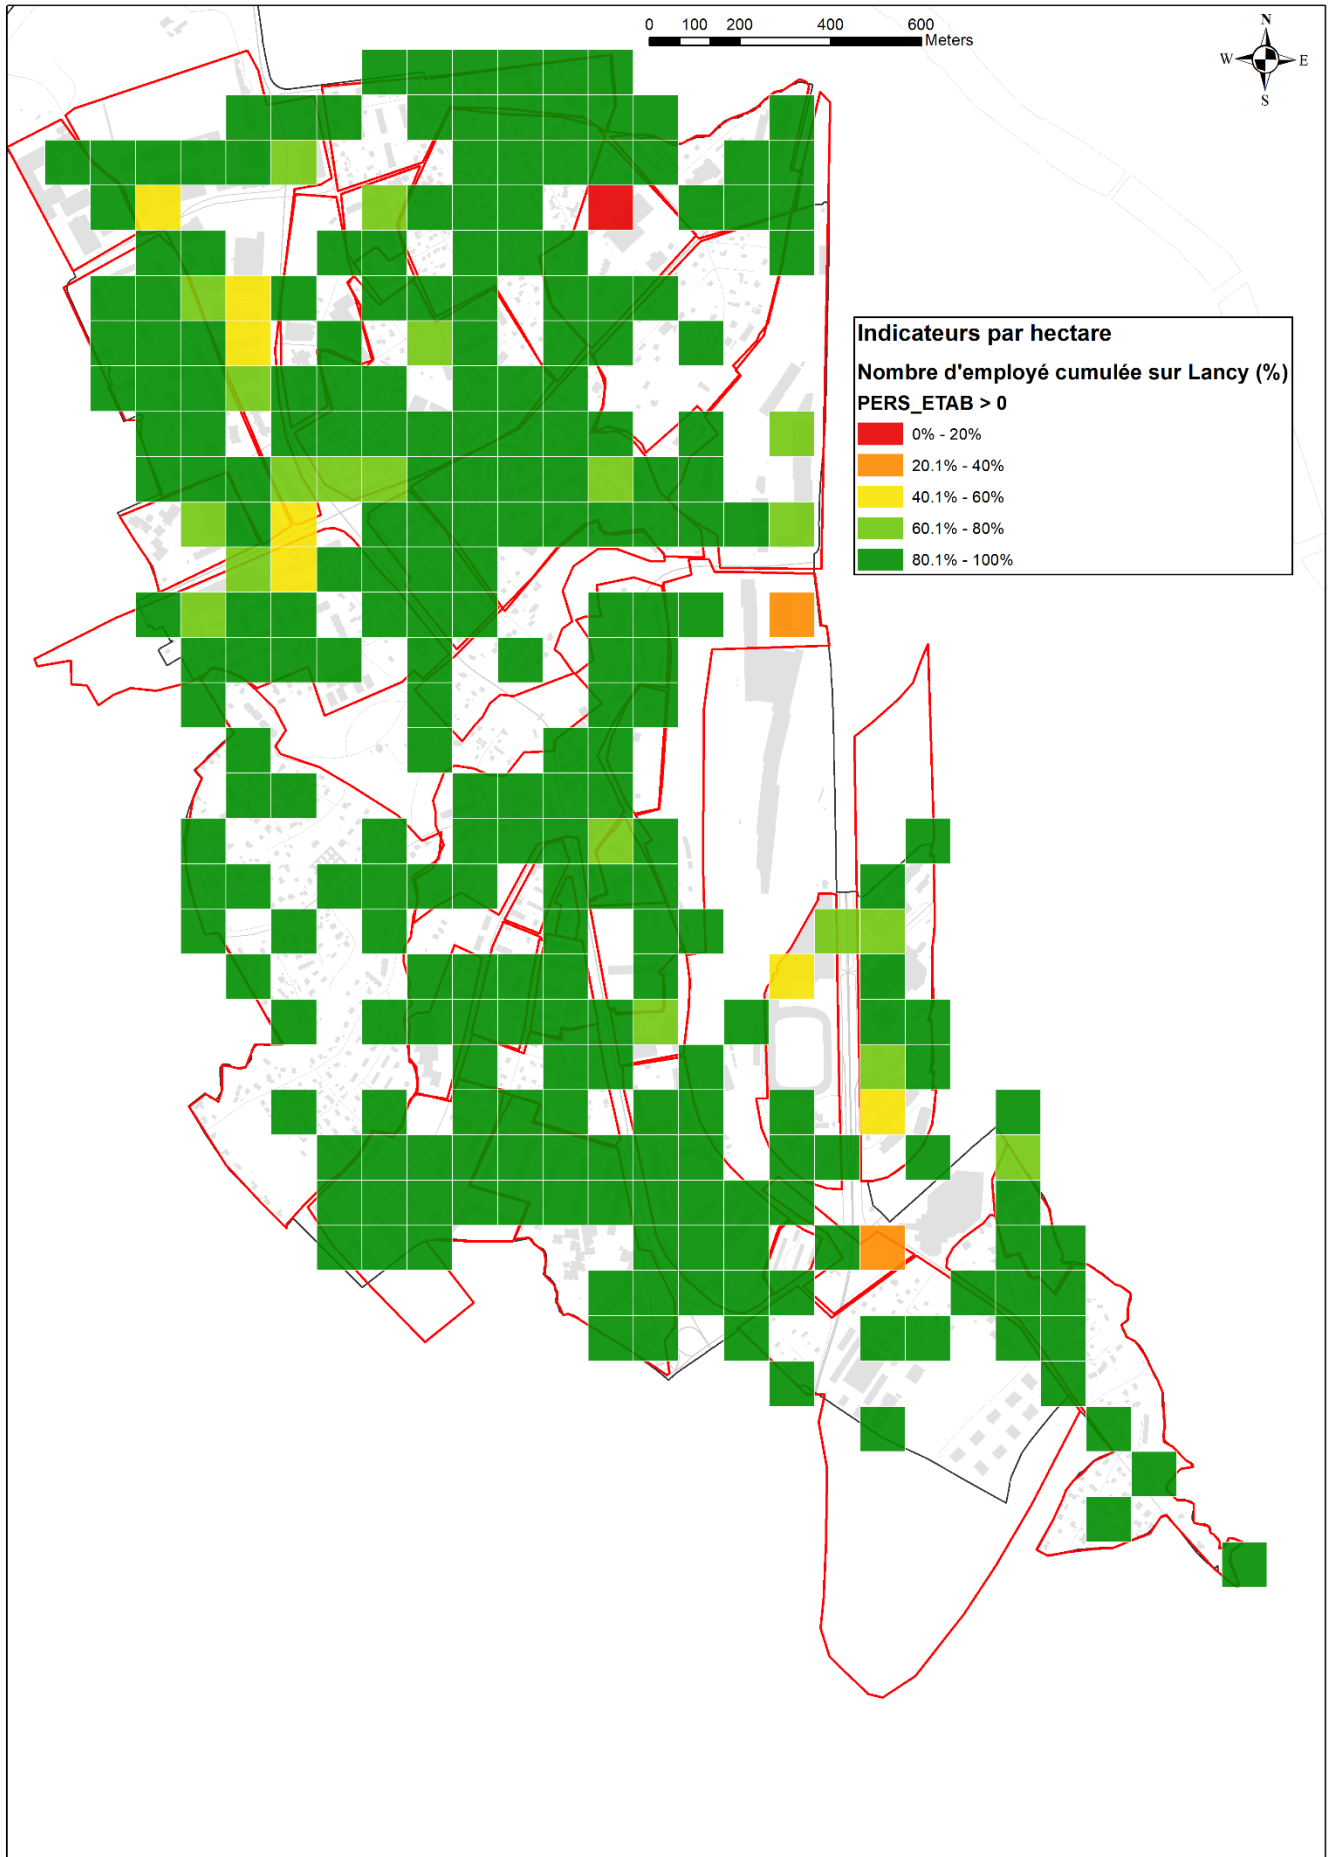 0 100 200 400 600
Meters
N
W E
S
Indicateurs par hectare
Nombre d'employé cumulée sur Lancy (%)
PERS_ETAB > 0
0% - 20%
20.1% - 40%
40.1% - 60%
60.1% - 80%
80.1% - 100%